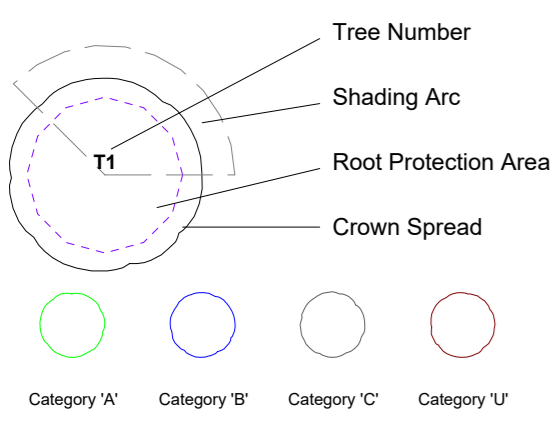 Tree Number
Shading Arc
T1
Root Protection Area
Crown Spread
Category 'A'
Category 'B'
Category 'C'
Category 'U'